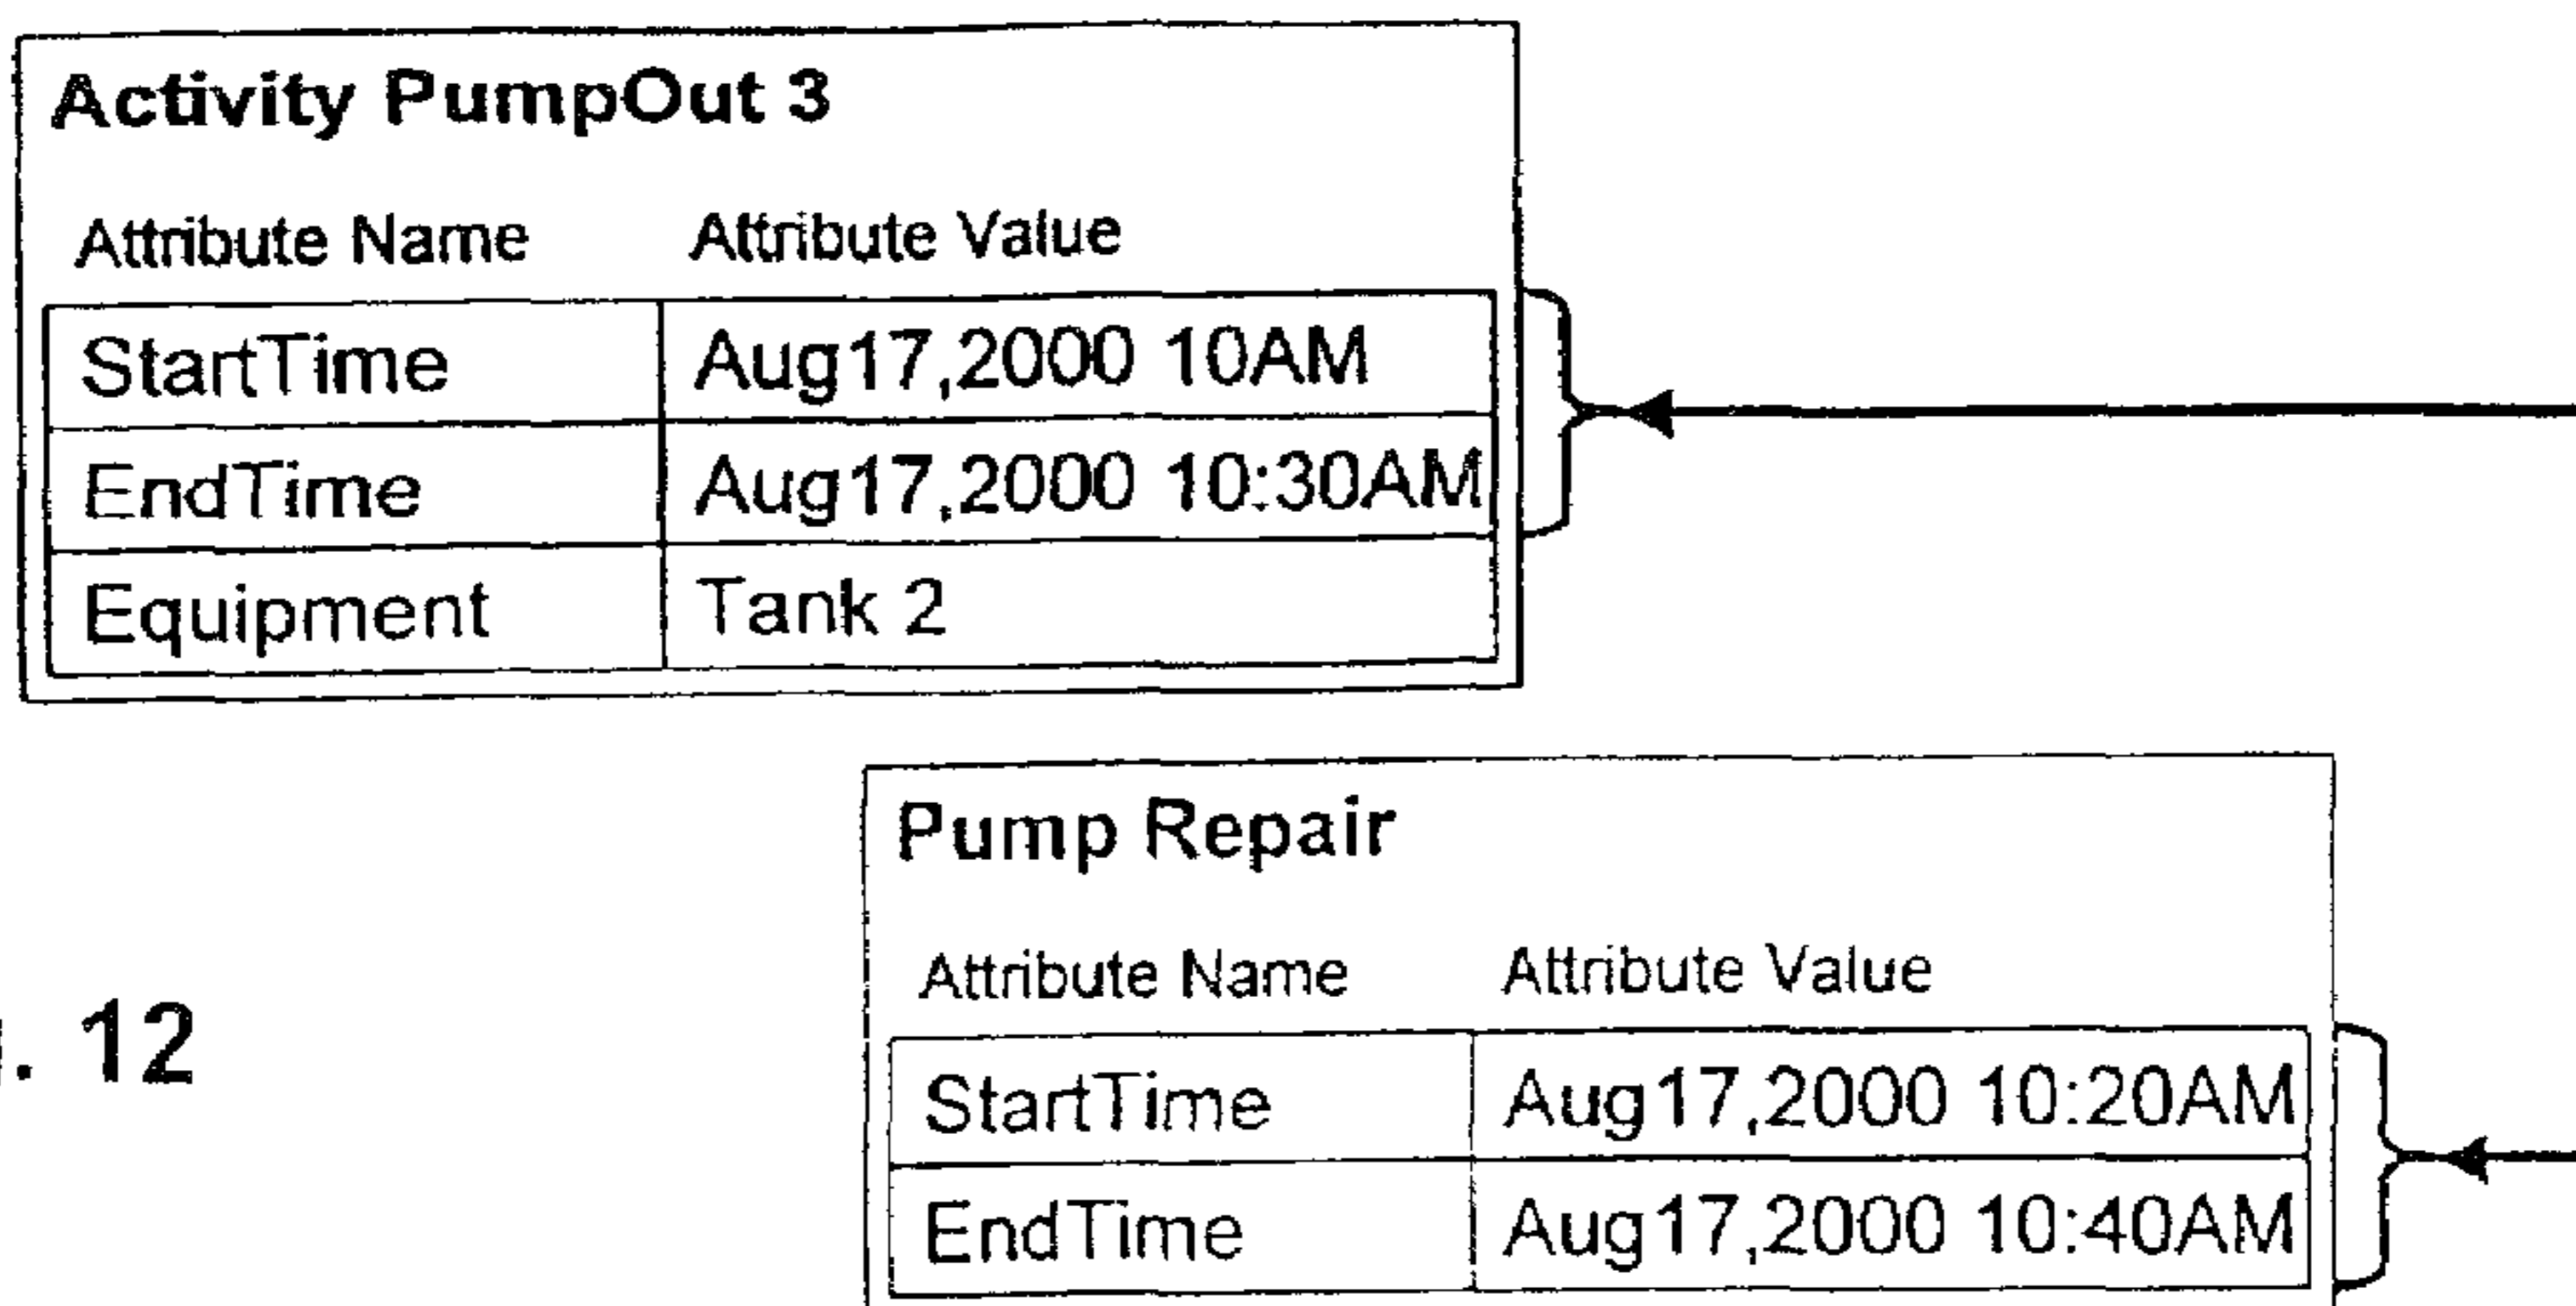 Activity PumpOut 3
Attribute Name Attribute Value
StartTime Aug17,2000 10AM
EndTime Aug17,2000 10:30AM
Equipment Tank 2
Pump Repair
Attribute Name Attribute Value
. 12
StartTime Aug17,2000 10:20AM
EndTime Aug17,2000 10:40AM